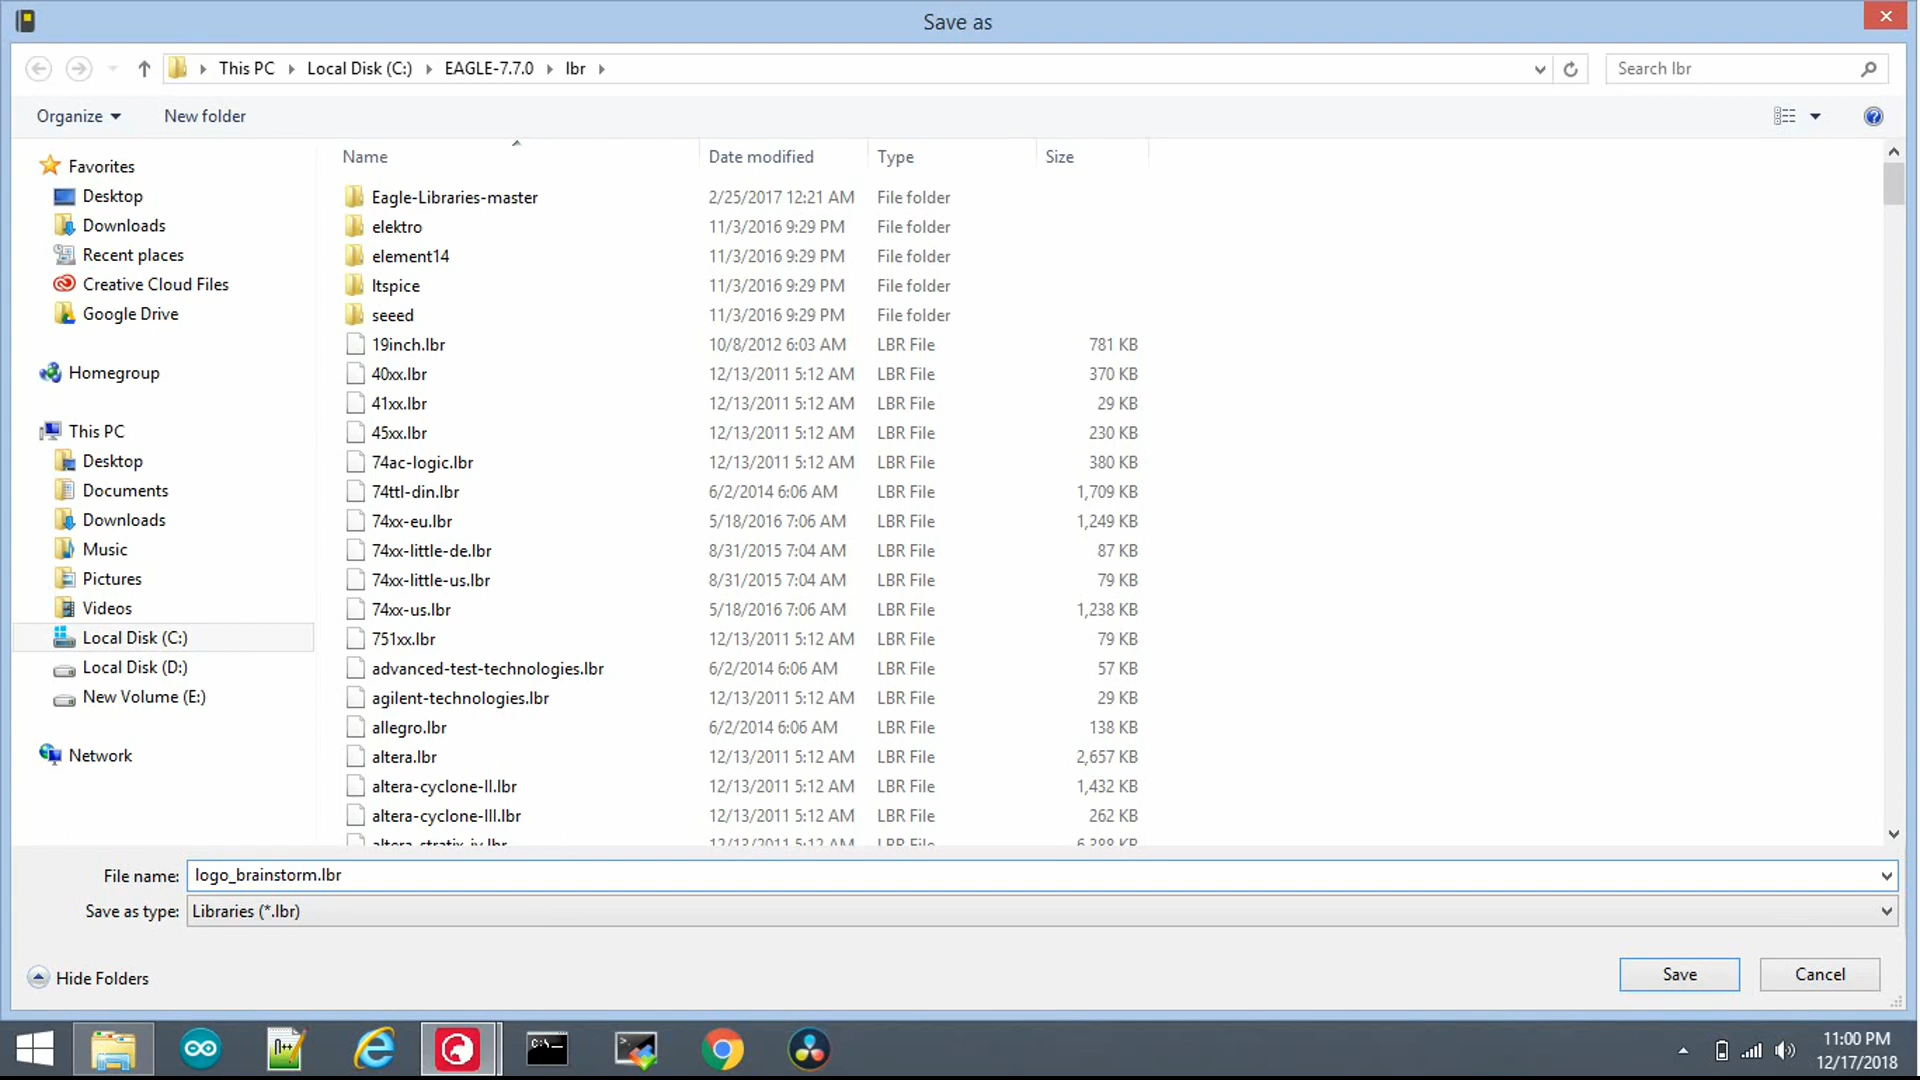 Save as
This PC Local Disk (C:) EAGLE-7.7.0 lbr
Search lbr
Organize New folder
Name Date modified Type Size
Favorites
Desktop
Downloads
Recent places
Creative Cloud Files
Google Drive
Homegroup
This PC
Desktop
Documents
Downloads
Music
Pictures
Videos
Local Disk (C:)
Local Disk (D:)
New Volume (E:)
Network
Eagle-Libraries-master 2/25/2017 12:21 AM File folder
elektro 11/3/2016 9:29 PM File folder
element14 11/3/2016 9:29 PM File folder
ltspice 11/3/2016 9:29 PM File folder
seeed 11/3/2016 9:29 PM File folder
19inch.lbr 10/8/2012 6:03 AM LBR File 781 KB
40xx.lbr 12/13/2011 5:12 AM LBR File 370 KB
41xx.lbr 12/13/2011 5:12 AM LBR File 29 KB
45xx.lbr 12/13/2011 5:12 AM LBR File 230 KB
74ac-logic.lbr 12/13/2011 5:12 AM LBR File 380 KB
74ttl-din.lbr 6/2/2014 6:06 AM LBR File 1,709 KB
74xx-eu.lbr 5/18/2016 7:06 AM LBR File 1,249 KB
74xx-little-de.lbr 8/31/2015 7:04 AM LBR File 87 KB
74xx-little-us.lbr 8/31/2015 7:04 AM LBR File 79 KB
74xx-us.lbr 5/18/2016 7:06 AM LBR File 1,238 KB
751xx.lbr 12/13/2011 5:12 AM LBR File 79 KB
advanced-test-technologies.lbr 6/2/2014 6:06 AM LBR File 57 KB
agilent-technologies.lbr 12/13/2011 5:12 AM LBR File 29 KB
allegro.lbr 6/2/2014 6:06 AM LBR File 138 KB
altera.lbr 12/13/2011 5:12 AM LBR File 2,657 KB
altera-cyclone-II.lbr 12/13/2011 5:12 AM LBR File 1,432 KB
altera-cyclone-III.lbr 12/13/2011 5:12 AM LBR File 262 KB
altera-stratix-iv.lbr 12/13/2011 5:12 AM LBR File 6,388 KB
File name: logo_brainstorm.lbr
Save as type: Libraries (*.lbr)
Hide Folders
Save Cancel
11:00 PM
12/17/2018